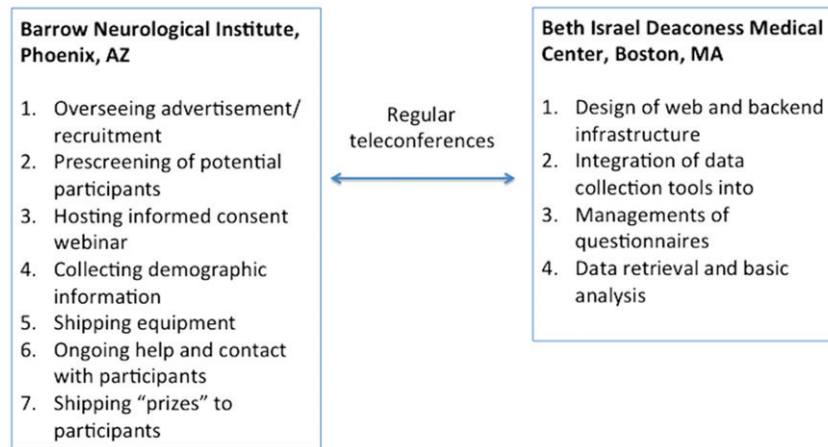 Barrow Neurological Institute,
Phoenix, AZ
1. Overseeing advertisement/
recruitment
2. Prescreening of potential
participants
3. Hosting informed consent
webinar
4. Collecting demographic
information
5. Shipping equipment
6. Ongoing help and contact
with participants
7. Shipping “prizes” to
participants
Regular
teleconferences
Beth Israel Deaconess Medical
Center, Boston, MA
1. Design of web and backend
infrastructure
2. Integration of data
collection tools into
3. Managements of
questionnaires
4. Data retrieval and basic
analysis